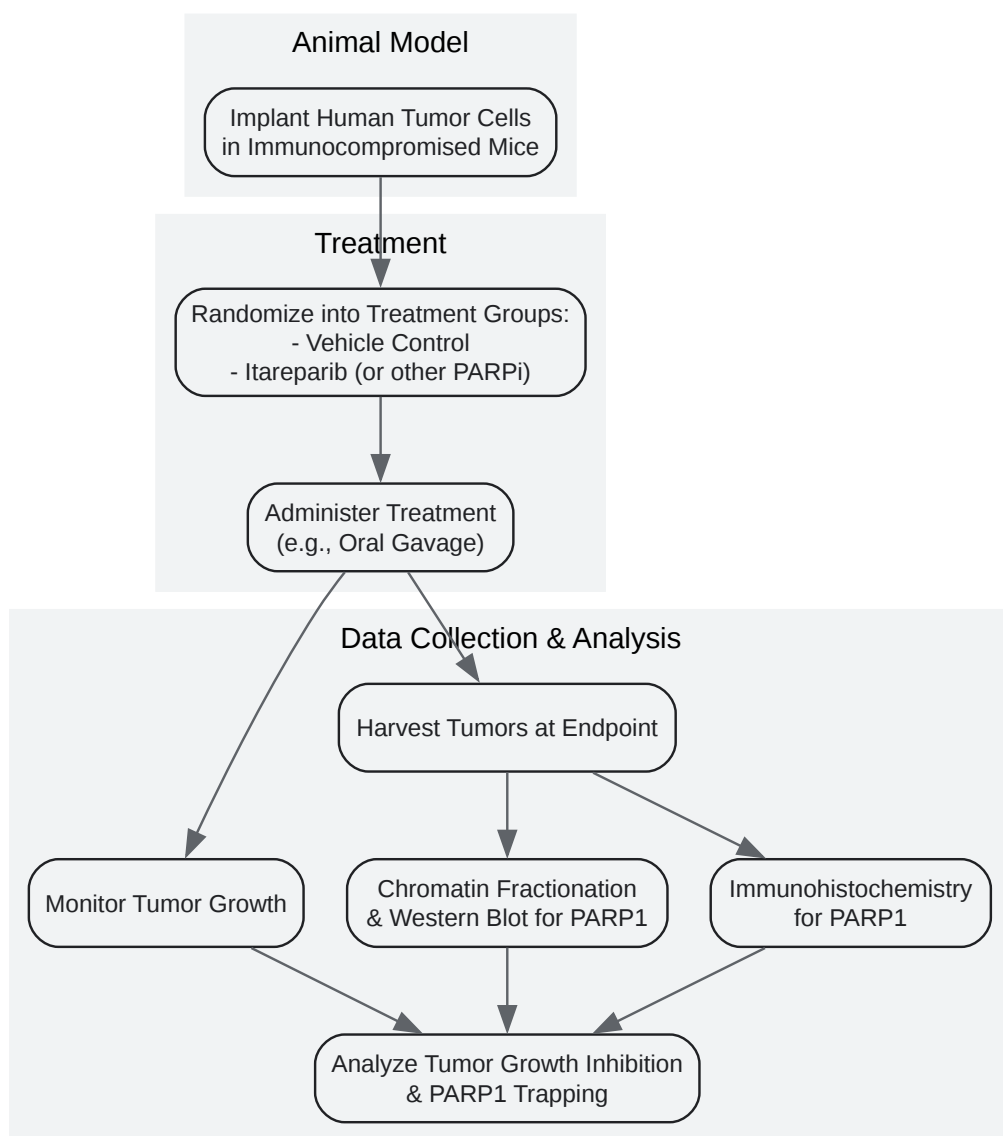 Animal Model
Implant Human Tumor Cells
in Immunocompromised Mice
Treatment
Randomize into Treatment Groups:
- Vehicle Control
- Itareparib (or other PARPi)
Administer Treatment
(e.g., Oral Gavage)
Data Collection & Analysis
Harvest Tumors at Endpoint
Monitor Tumor Growth
Chromatin Fractionation
& Western Blot for PARP1
Immunohistochemistry
for PARP1
Analyze Tumor Growth Inhibition
& PARP1 Trapping